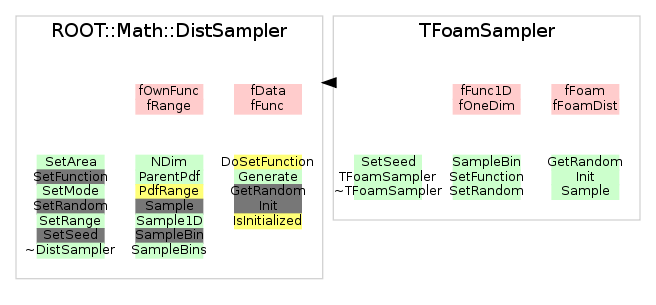 ROOT::Math::DistSampler
fOwnFunc
fRange
fData
fFunc
SetArea
SetFunction
SetMode
SetRandom
SetRange
SetSeed
~DistSampler
NDim
ParentPdf
PdfRange
Sample
Sample1D
SampleBin
SampleBins
DoSetFunction
Generate
GetRandom
Init
IsInitialized
TFoamSampler
fFunc1D
fOneDim
fFoam
fFoamDist
SetSeed
TFoamSampler
~TFoamSampler
SampleBin
SetFunction
SetRandom
GetRandom
Init
Sample